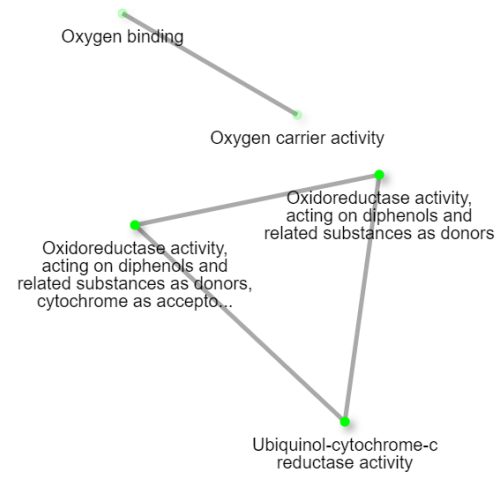 Oxygen binding
Oxygen carrier activity
Oxidoreductase activity,
acting on diphenols and
related substances as donors
Oxidoreductase activity,
acting on diphenols and
related substances as donors,
cytochrome as accepto...
Ubiquinol-cytochrome-c
reductase activity